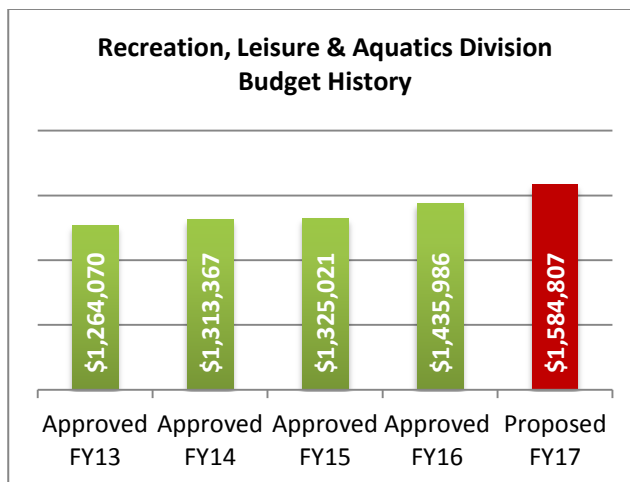 Recreation, Leisure & Aquatics Division
Budget History
$1,264,070
$1,313,367
$1,325,021
$1,435,986
$1,584,807
Approved FY13
Approved FY14
Approved FY15
Approved FY16
Proposed FY17